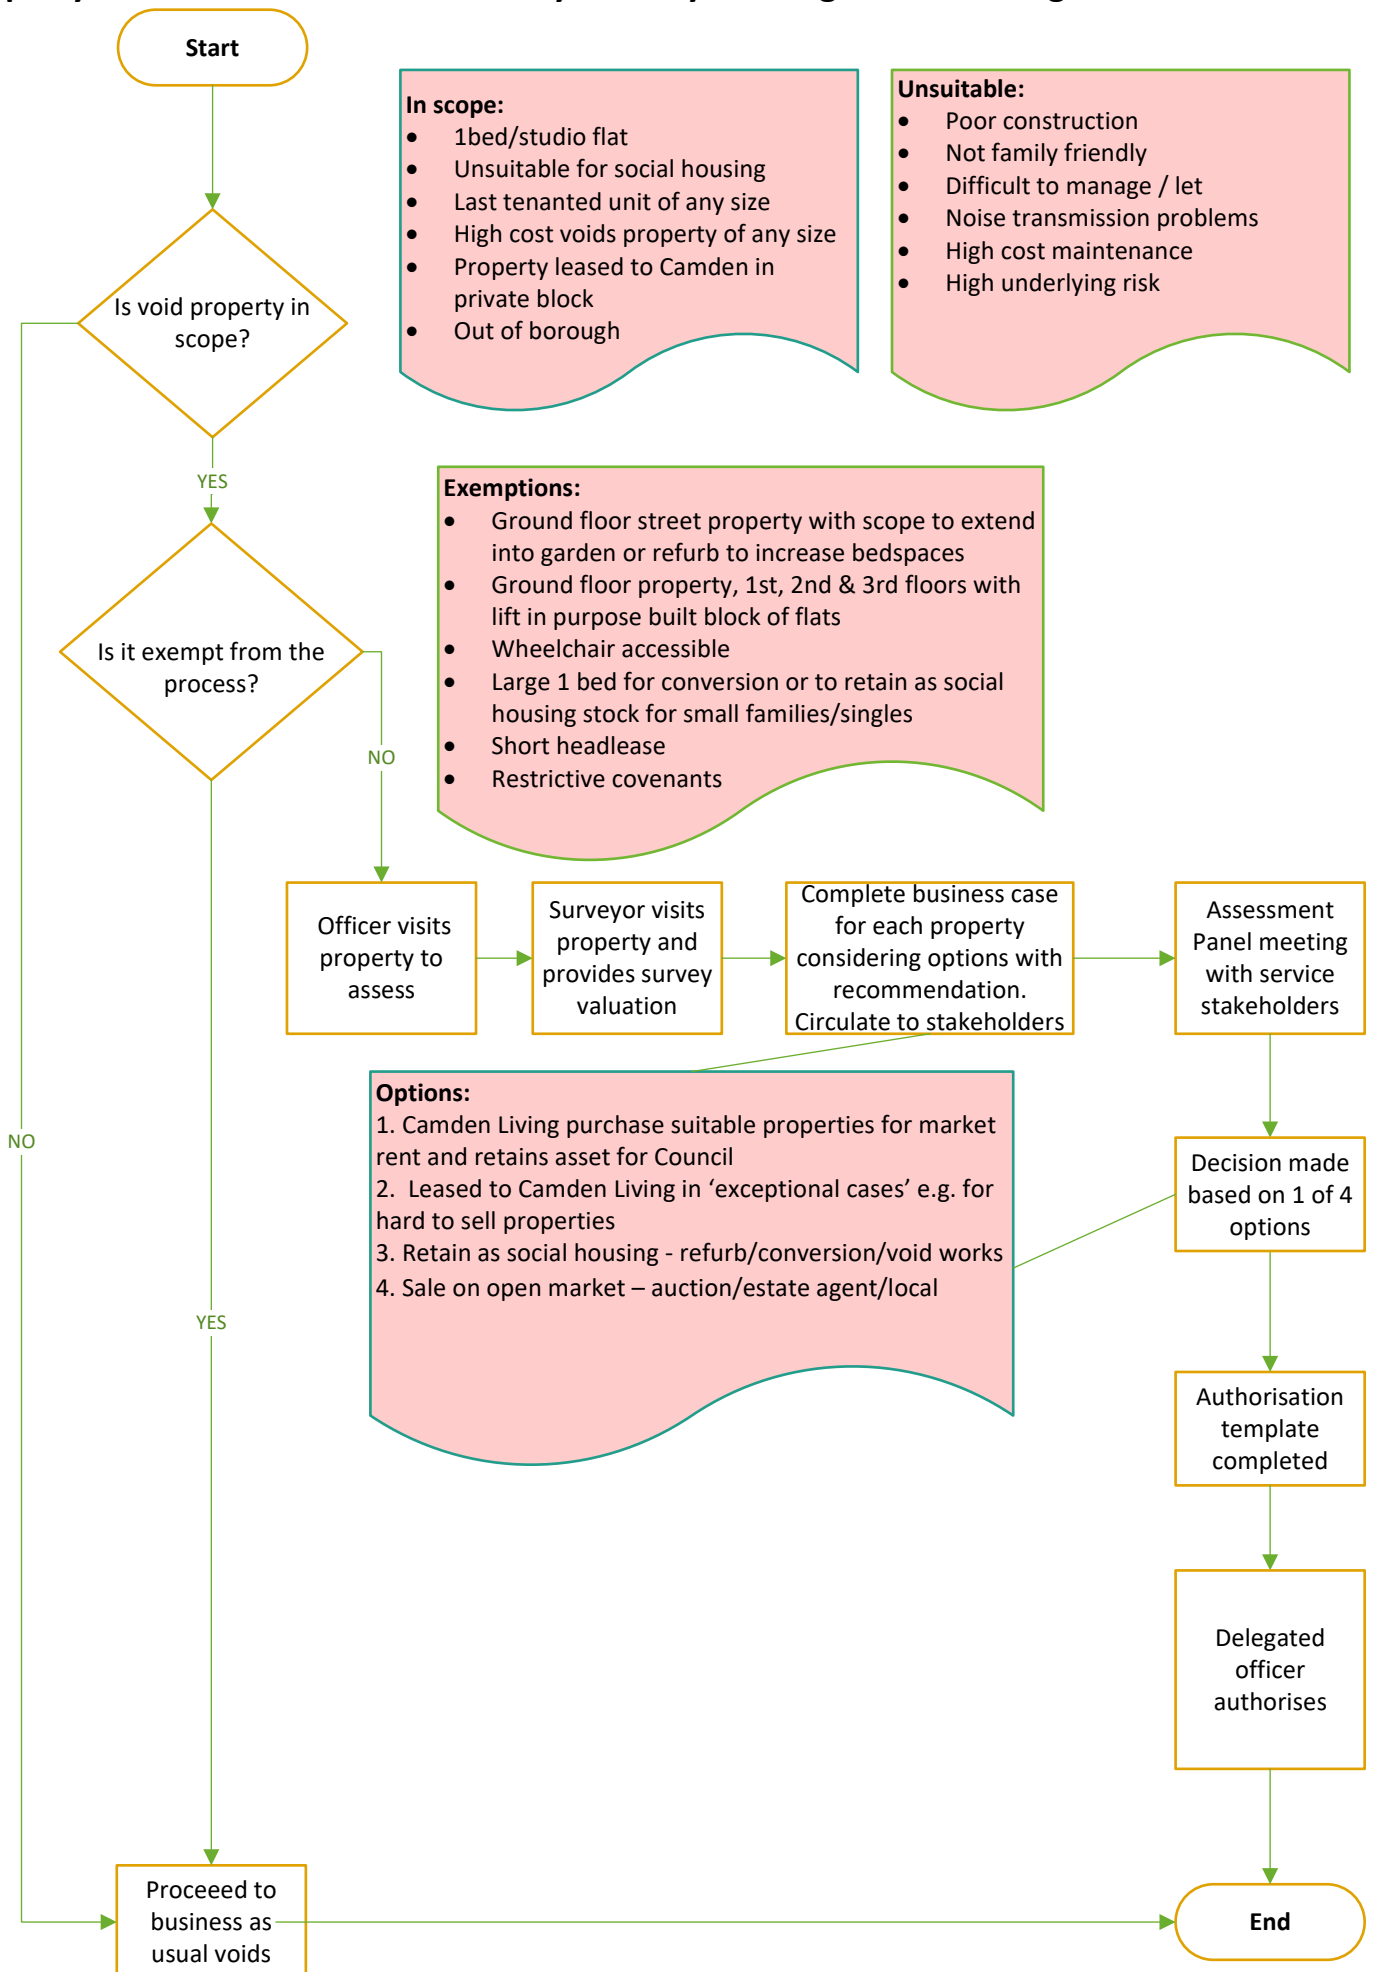 Start
In scope:
• 1bed/studio flat
• Unsuitable for social housing
• Last tenanted unit of any size
• High cost voids property of any size
• Property leased to Camden in
private block
• Out of borough
Unsuitable:
• Poor construction
• Not family friendly
• Difficult to manage / let
• Noise transmission problems
• High cost maintenance
• High underlying risk
Is void property in
scope?
YES
Exemptions:
• Ground floor street property with scope to extend
into garden or refurb to increase bedspaces
• Ground floor property, 1st, 2nd & 3rd floors with
lift in purpose built block of flats
• Wheelchair accessible
• Large 1 bed for conversion or to retain as social
housing stock for small families/singles
• Short headlease
• Restrictive covenants
Is it exempt from the
process?
NO
Officer visits
property to
assess
Surveyor visits
property and
provides survey
valuation
Complete business case
for each property
considering options with
recommendation.
Circulate to stakeholders
Assessment
Panel meeting
with service
stakeholders
Options:
1. Camden Living purchase suitable properties for market
rent and retains asset for Council
2.  Leased to Camden Living in ‘exceptional cases’ e.g. for
hard to sell properties
3. Retain as social housing - refurb/conversion/void works
4. Sale on open market – auction/estate agent/local
NO
Decision made
based on 1 of 4
options
YES
Authorisation
template
completed
Delegated
officer
authorises
Proceeed to
business as
usual voids
End